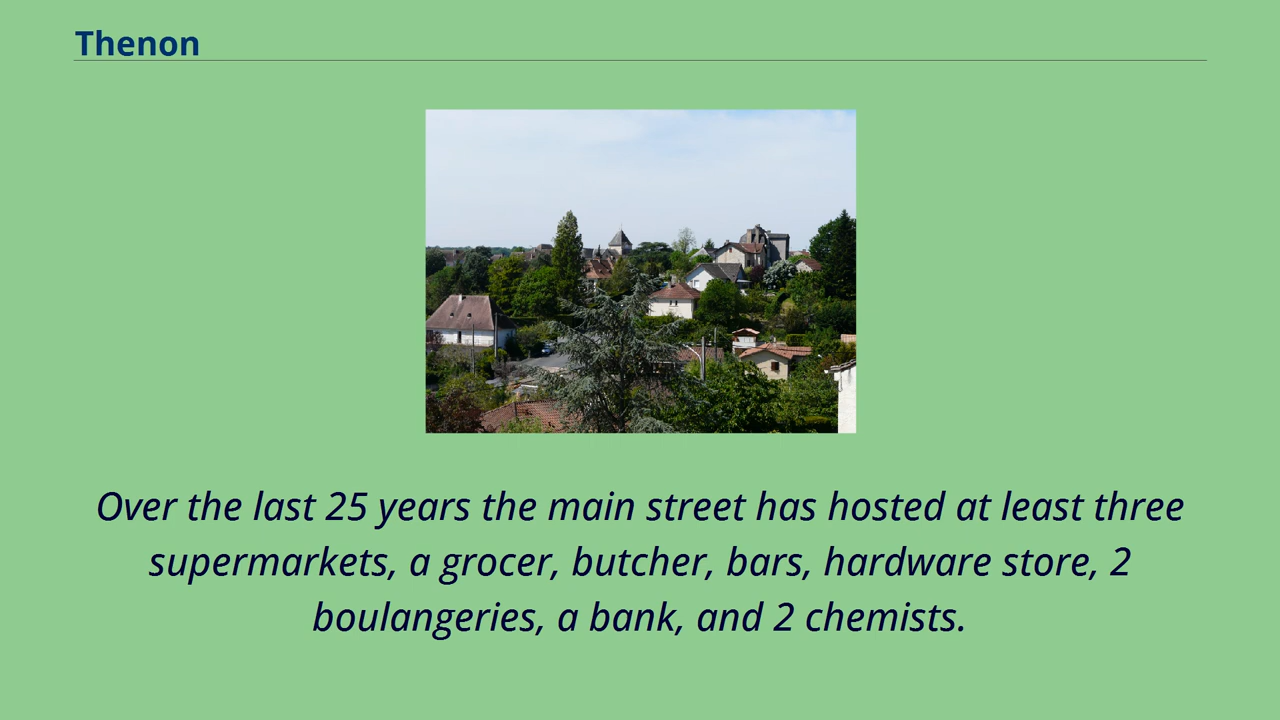 Thenon
Over the last 25 years the main street has hosted at least three
supermarkets, a grocer, butcher, bars, hardware store, 2
boulangeries, a bank, and 2 chemists.